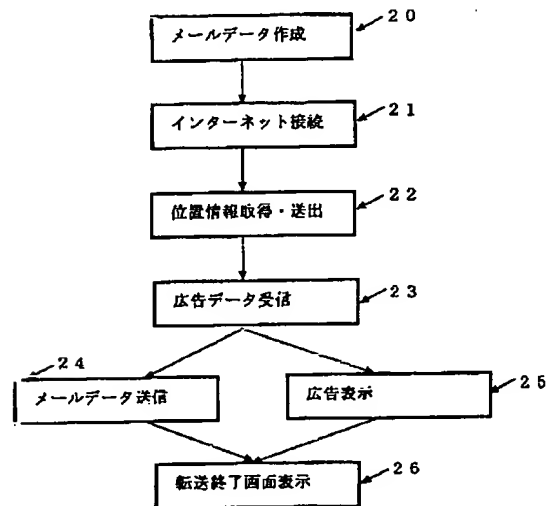 メールデータ作成
20
インターネット接続
21
位置情報取得・送出
22
広告データ受信
23
24
メールデータ送信
広告表示
25
転送終了画面表示
26